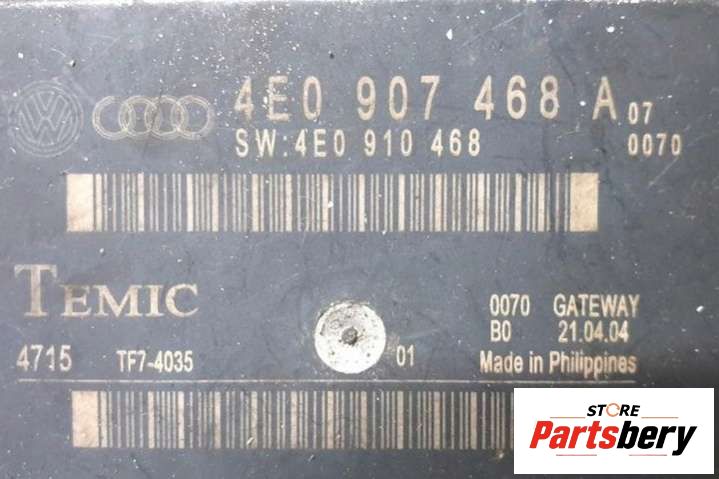 4E0 907 468 A 07
SW:4E0 910 468 0070
TEMIC
0070 GATEWAY
B0 21.04.04
4715 TF7-4035 01 Made in Philippines
STORE
Partsbery